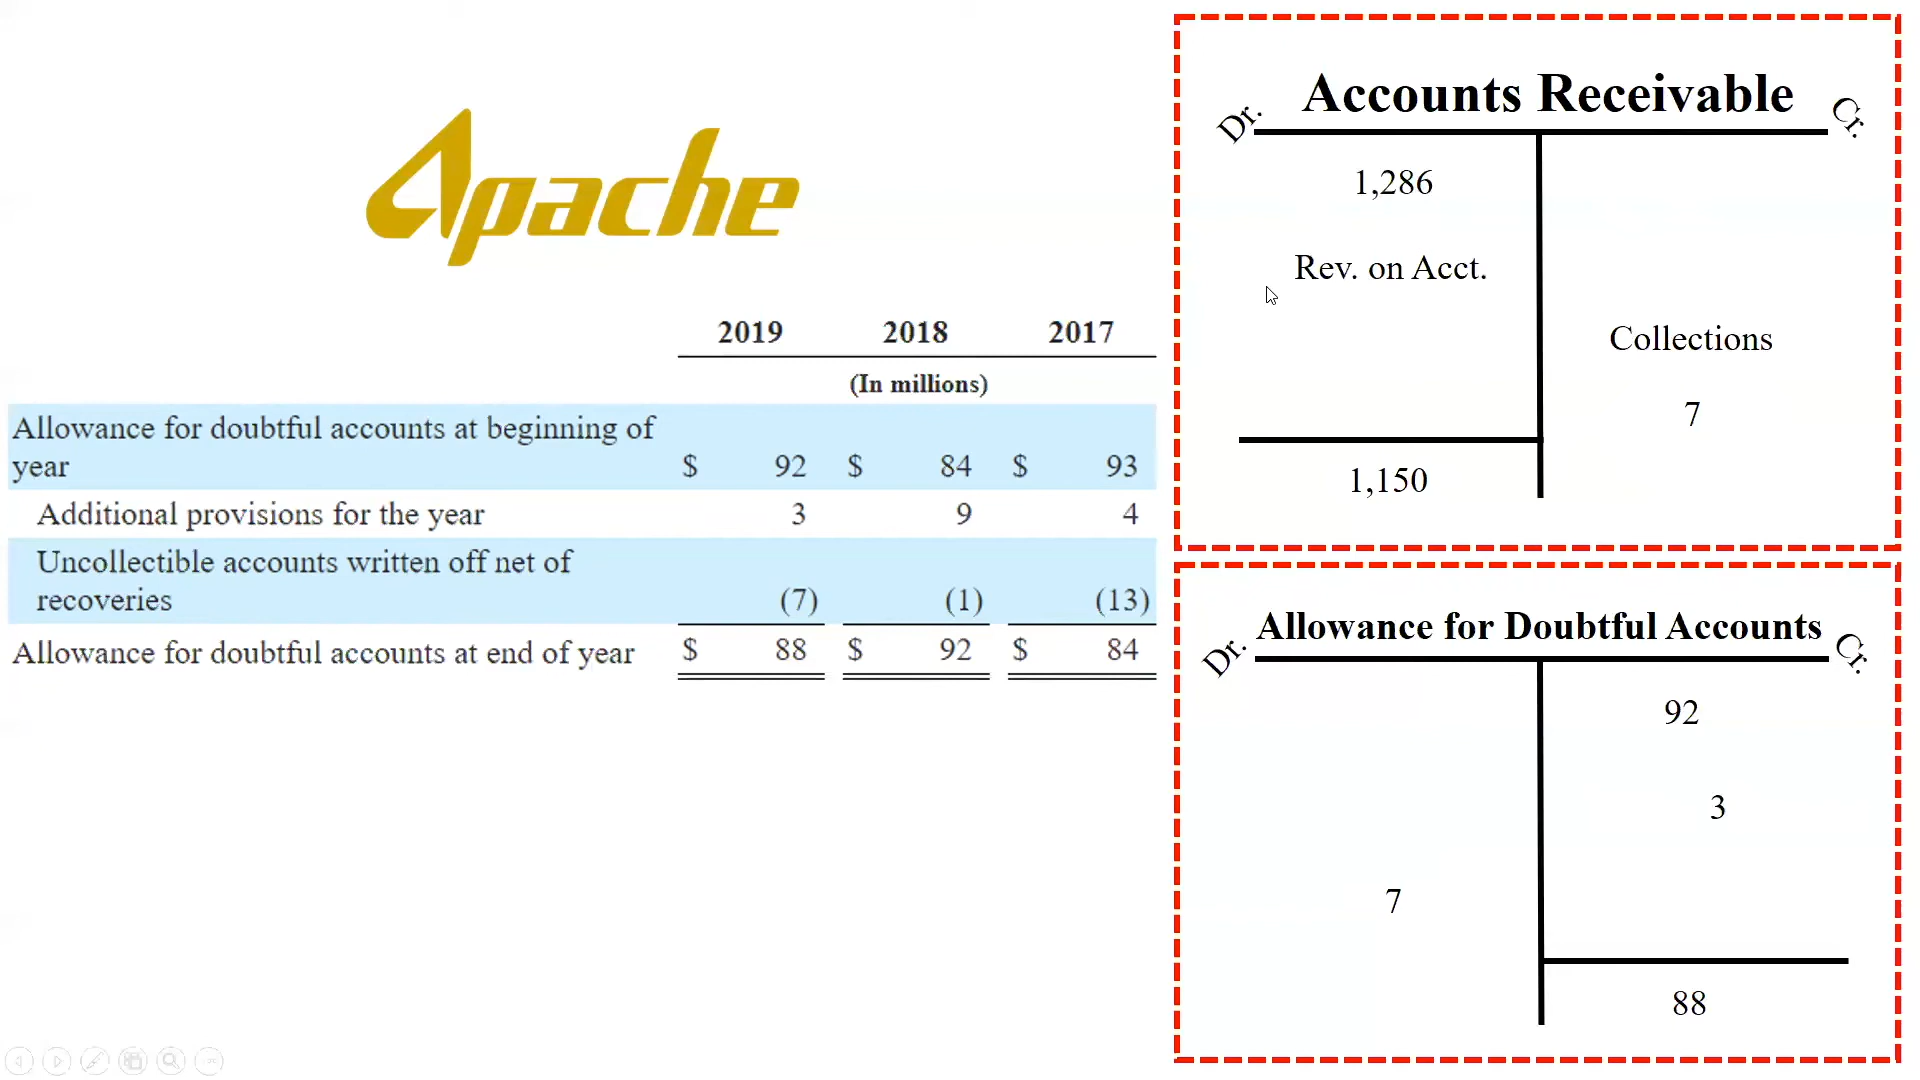 Apache
2019 2018 2017
(In millions)
Allowance for doubtful accounts at beginning of
year $ 92 $ 84 $ 93
Additional provisions for the year 3 9 4
Uncollectible accounts written off net of
recoveries (7) (1) (13)
Allowance for doubtful accounts at end of year $ 88 $ 92 $ 84
Dr. Accounts Receivable Cr.
1,286
Rev. on Acct.
Collections
7
1,150
Dr. Allowance for Doubtful Accounts Cr.
92
3
7
88